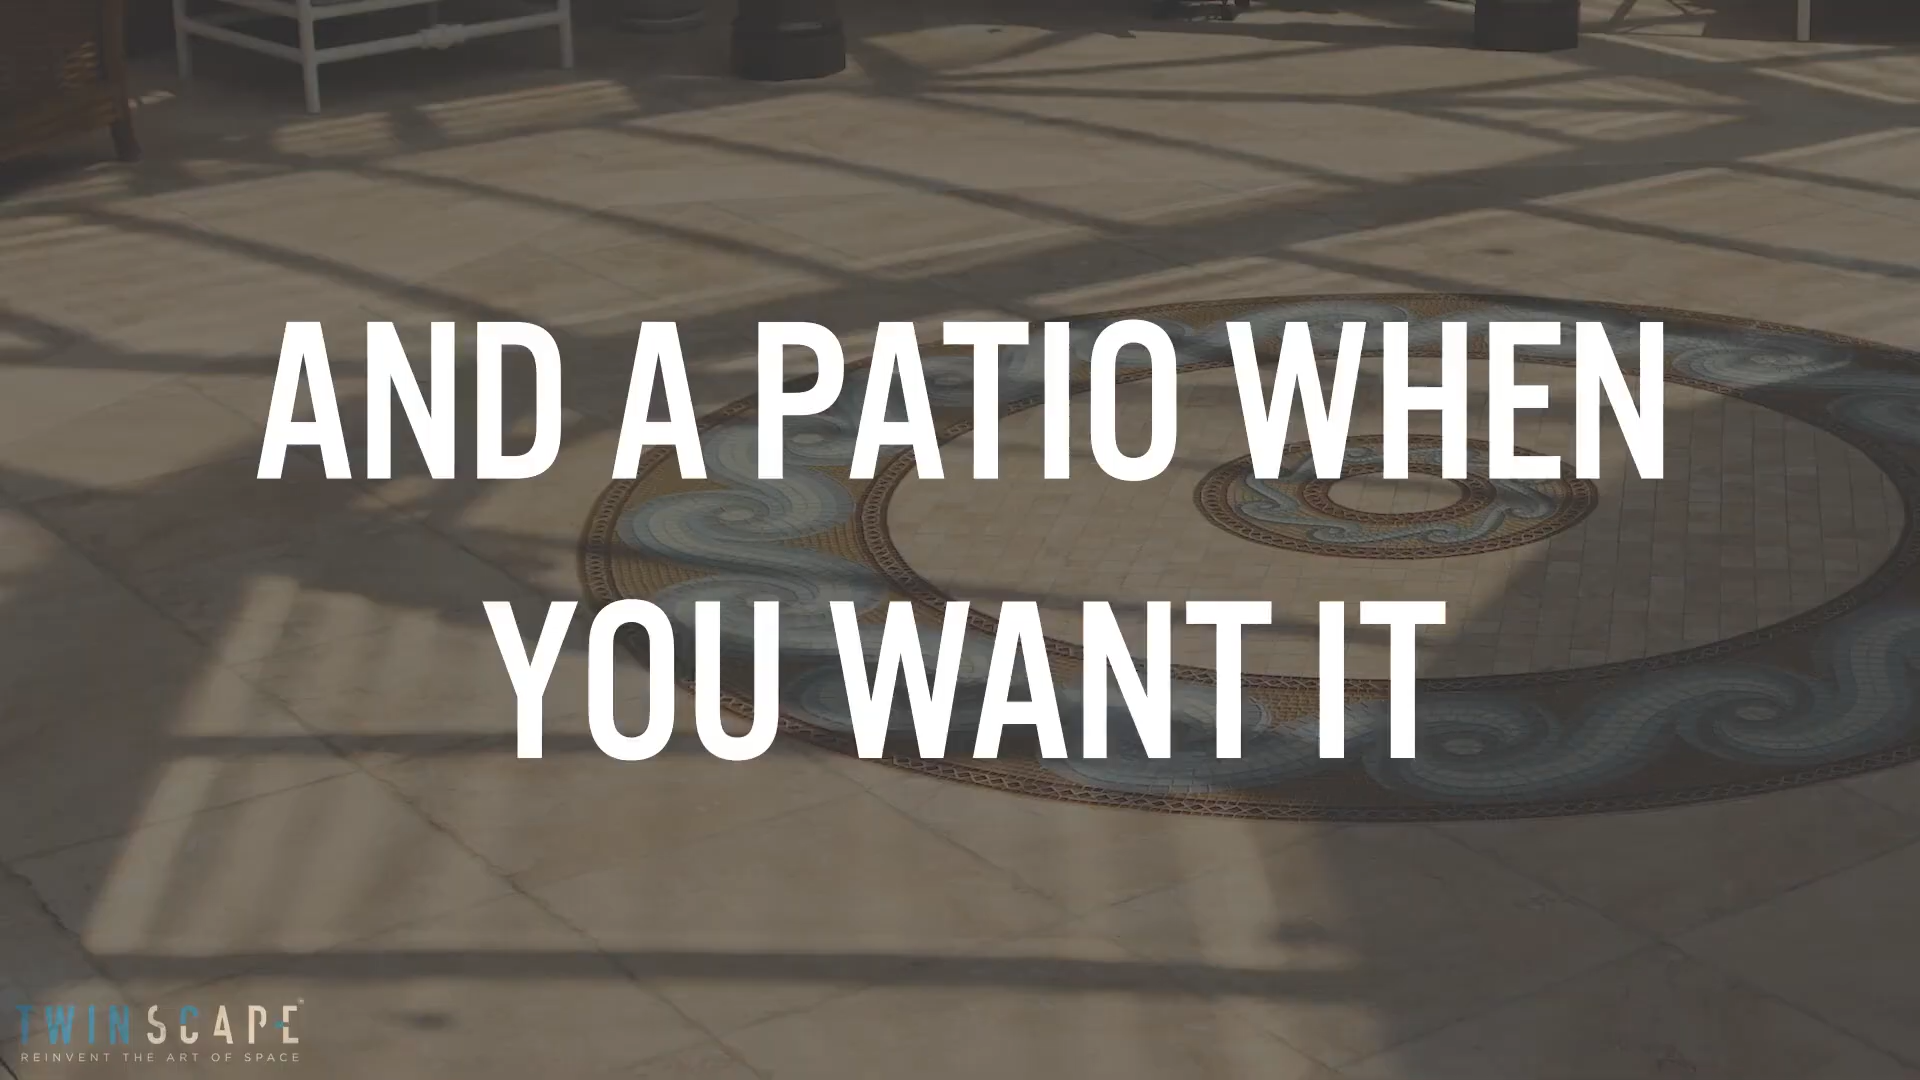 AND A PATIO WHEN
YOU WANT IT
TWINSCAPE
REINVENT THE ART OF SPACE